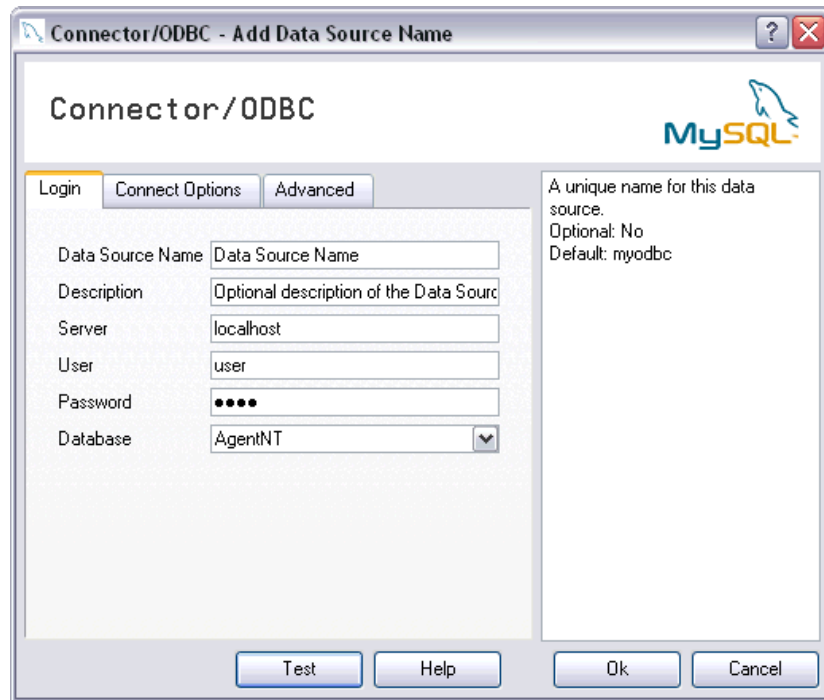 Connector/ODBC - Add Data Source Name
Connector/ODBC
MySQL
Login
Connect Options
Advanced
Data Source Name
Data Source Name
Description
Optional description of the Data Sourc
Server
localhost
User
user
Password
••••
Database
AgentNT
A unique name for this data
source.
Optional: No
Default: myodbc
Test
Help
Ok
Cancel